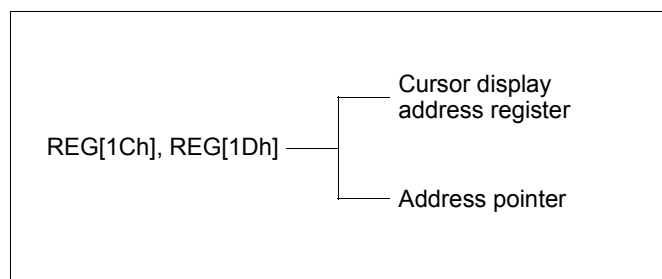 Cursor display
address register
REG[1Ch], REG[1Dh]
Address pointer